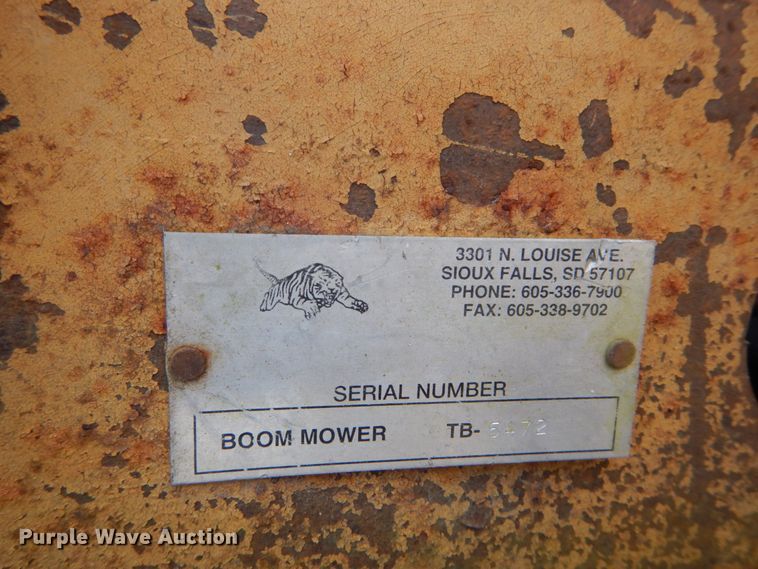 3301 N. LOUISE AVE.
SIOUX FALLS, SD 57107
PHONE: 605-336-7900
FAX: 605-338-9702
SERIAL NUMBER
BOOM MOWER TB- 5472
Purple Wave Auction®